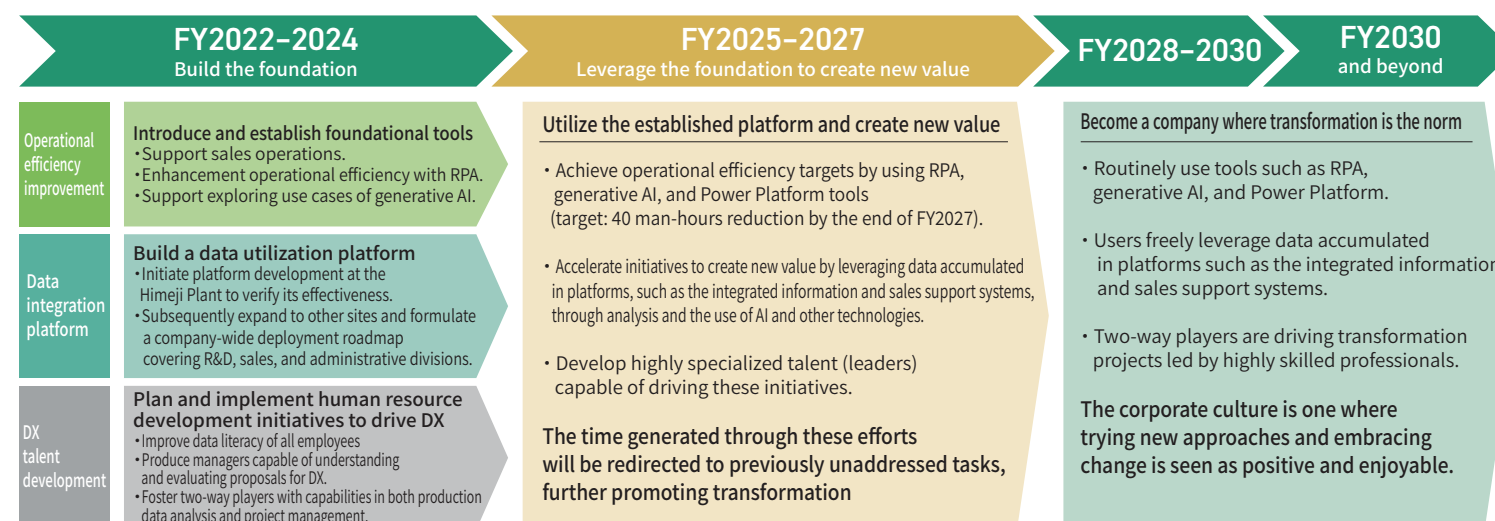 FY2022–2024
Build the foundation
FY2025–2027
Leverage the foundation to create new value
FY2028–2030
FY2030
and beyond
Operational
efficiency
improvement
Introduce and establish foundational tools
・Support sales operations.
・Enhancement operational efficiency with RPA.
・Support exploring use cases of generative AI.
Data
integration
platform
Build a data utilization platform
・Initiate platform development at the
Himeji Plant to verify its effectiveness.
・Subsequently expand to other sites and formulate
a company-wide deployment roadmap
covering R&D, sales, and administrative divisions.
DX
talent
development
Plan and implement human resource
development initiatives to drive DX
・Improve data literacy of all employees
・Produce managers capable of understanding
and evaluating proposals for DX.
・Foster two-way players with capabilities in both production
data analysis and project management.
Utilize the established platform and create new value
・Achieve operational efficiency targets by using RPA,
generative AI, and Power Platform tools
(target: 40 man-hours reduction by the end of FY2027).
・Accelerate initiatives to create new value by leveraging data accumulated
in platforms, such as the integrated information and sales support systems,
through analysis and the use of AI and other technologies.
・Develop highly specialized talent (leaders)
capable of driving these initiatives.
The time generated through these efforts
will be redirected to previously unaddressed tasks,
further promoting transformation
Become a company where transformation is the norm
・Routinely use tools such as RPA,
generative AI, and Power Platform.
・Users freely leverage data accumulated
in platforms such as the integrated information
and sales support systems.
・Two-way players are driving transformation
projects led by highly skilled professionals.
The corporate culture is one where
trying new approaches and embracing
change is seen as positive and enjoyable.